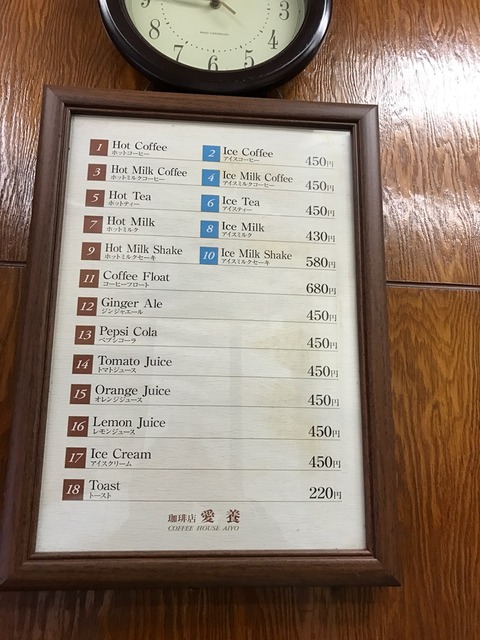 9 3
8 4
7 6 5
1 Hot Coffee 2 Ice Coffee 450円
ホットコーヒー アイスコーヒー
3 Hot Milk Coffee 4 Ice Milk Coffee 450円
ホットミルクコーヒー アイスミルクコーヒー
5 Hot Tea 6 Ice Tea 450円
ホットティー アイスティー
7 Hot Milk 8 Ice Milk 430円
ホットミルク アイスミルク
9 Hot Milk Shake 10 Ice Milk Shake 580円
ホットミルクセーキ アイスミルクセーキ
11 Coffee Float 680円
コーヒーフロート
12 Ginger Ale 450円
ジンジャエール
13 Pepsi Cola 450円
ペプシコーラ
14 Tomato Juice 450円
トマトジュース
15 Orange Juice 450円
オレンジジュース
16 Lemon Juice 450円
レモンジュース
17 Ice Cream 450円
アイスクリーム
18 Toast 220円
トースト
珈琲店 愛養
COFFEE HOUSE AIYO